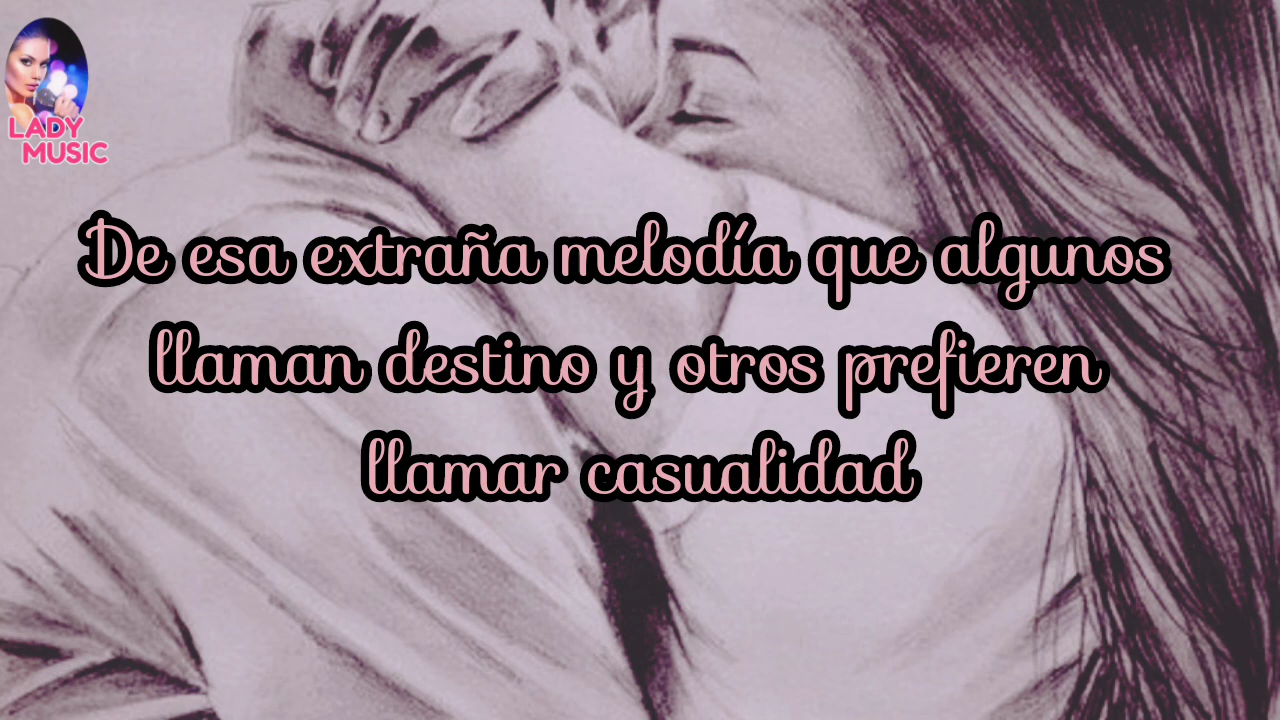 LADY
MUSIC
De esa extraña melodía que algunos
llaman destino y otros prefieren
llamar casualidad